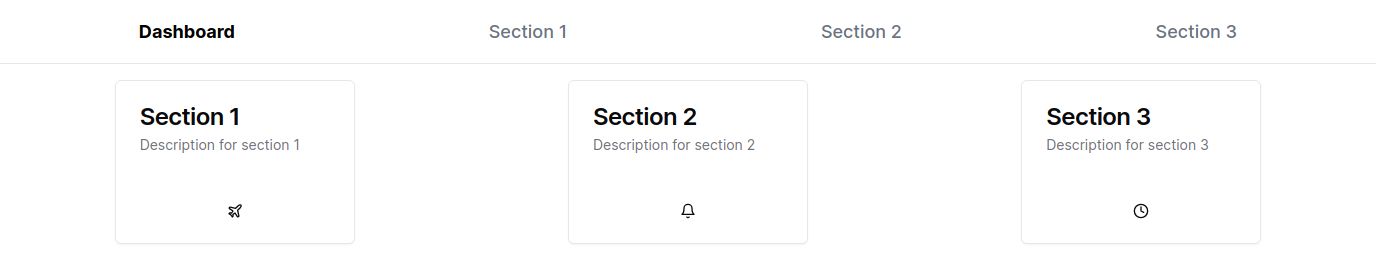 Dashboard Section 1 Section 2 Section 3
Section 1
Description for section 1
Section 2
Description for section 2
Section 3
Description for section 3